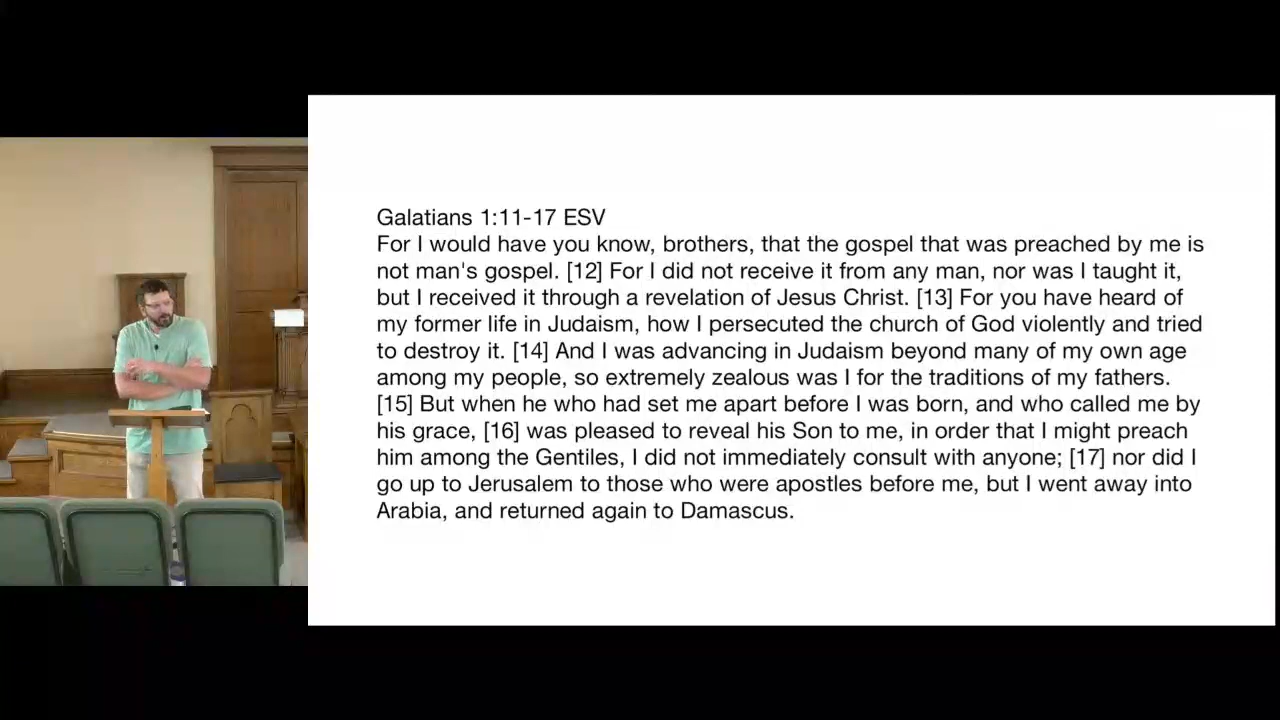 Galatians 1:11-17 ESV
For I would have you know, brothers, that the gospel that was preached by me is
not man's gospel. [12] For I did not receive it from any man, nor was I taught it,
but I received it through a revelation of Jesus Christ. [13] For you have heard of
my former life in Judaism, how I persecuted the church of God violently and tried
to destroy it. [14] And I was advancing in Judaism beyond many of my own age
among my people, so extremely zealous was I for the traditions of my fathers.
[15] But when he who had set me apart before I was born, and who called me by
his grace, [16] was pleased to reveal his Son to me, in order that I might preach
him among the Gentiles, I did not immediately consult with anyone; [17] nor did I
go up to Jerusalem to those who were apostles before me, but I went away into
Arabia, and returned again to Damascus.